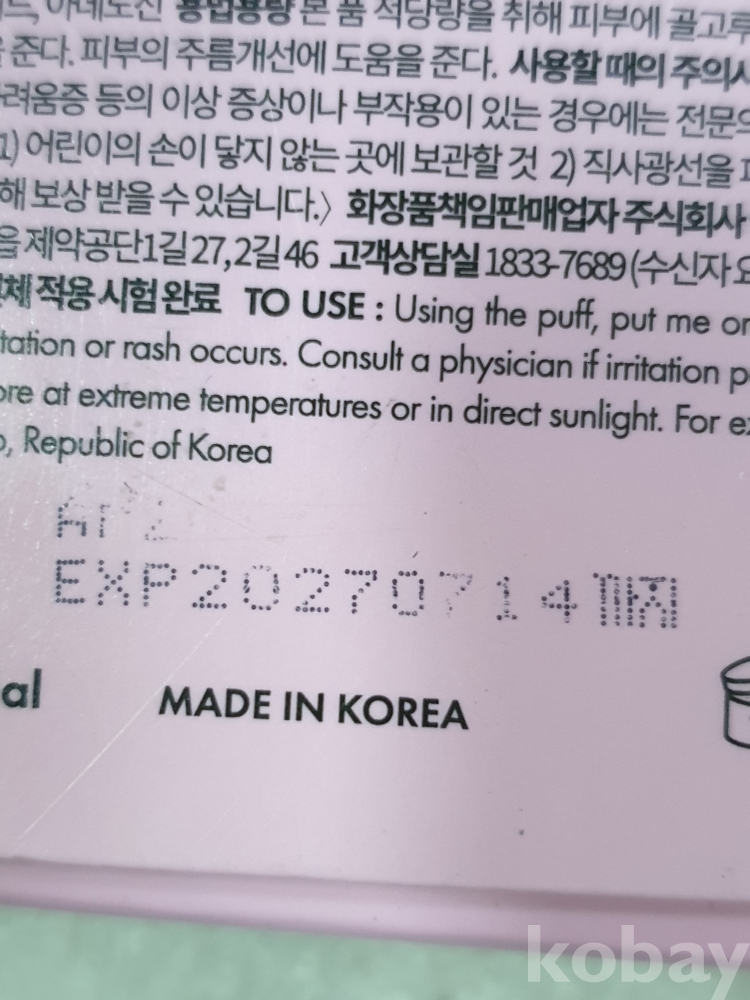 용법용량 본 품 적당량을 취해 피부에 골고루
준다. 피부의 주름개선에 도움을 준다. 사용할 때의 주의사
려움증 등의 이상 증상이나 부작용이 있는 경우에는 전문의
1) 어린이의 손이 닿지 않는 곳에 보관할 것 2) 직사광선을
해 보상 받을 수 있습니다.〉 화장품책임판매업자 주식회사
읍 제약공단1길 27, 2길 46 고객상담실 1833-7689 (수신자
체 적용 시험 완료 TO USE : Using the puff, put me on
tation or rash occurs. Consult a physician if irritation p
ore at extreme temperatures or in direct sunlight. For ex
o, Republic of Korea
EXP20270714
al MADE IN KOREA
kobay